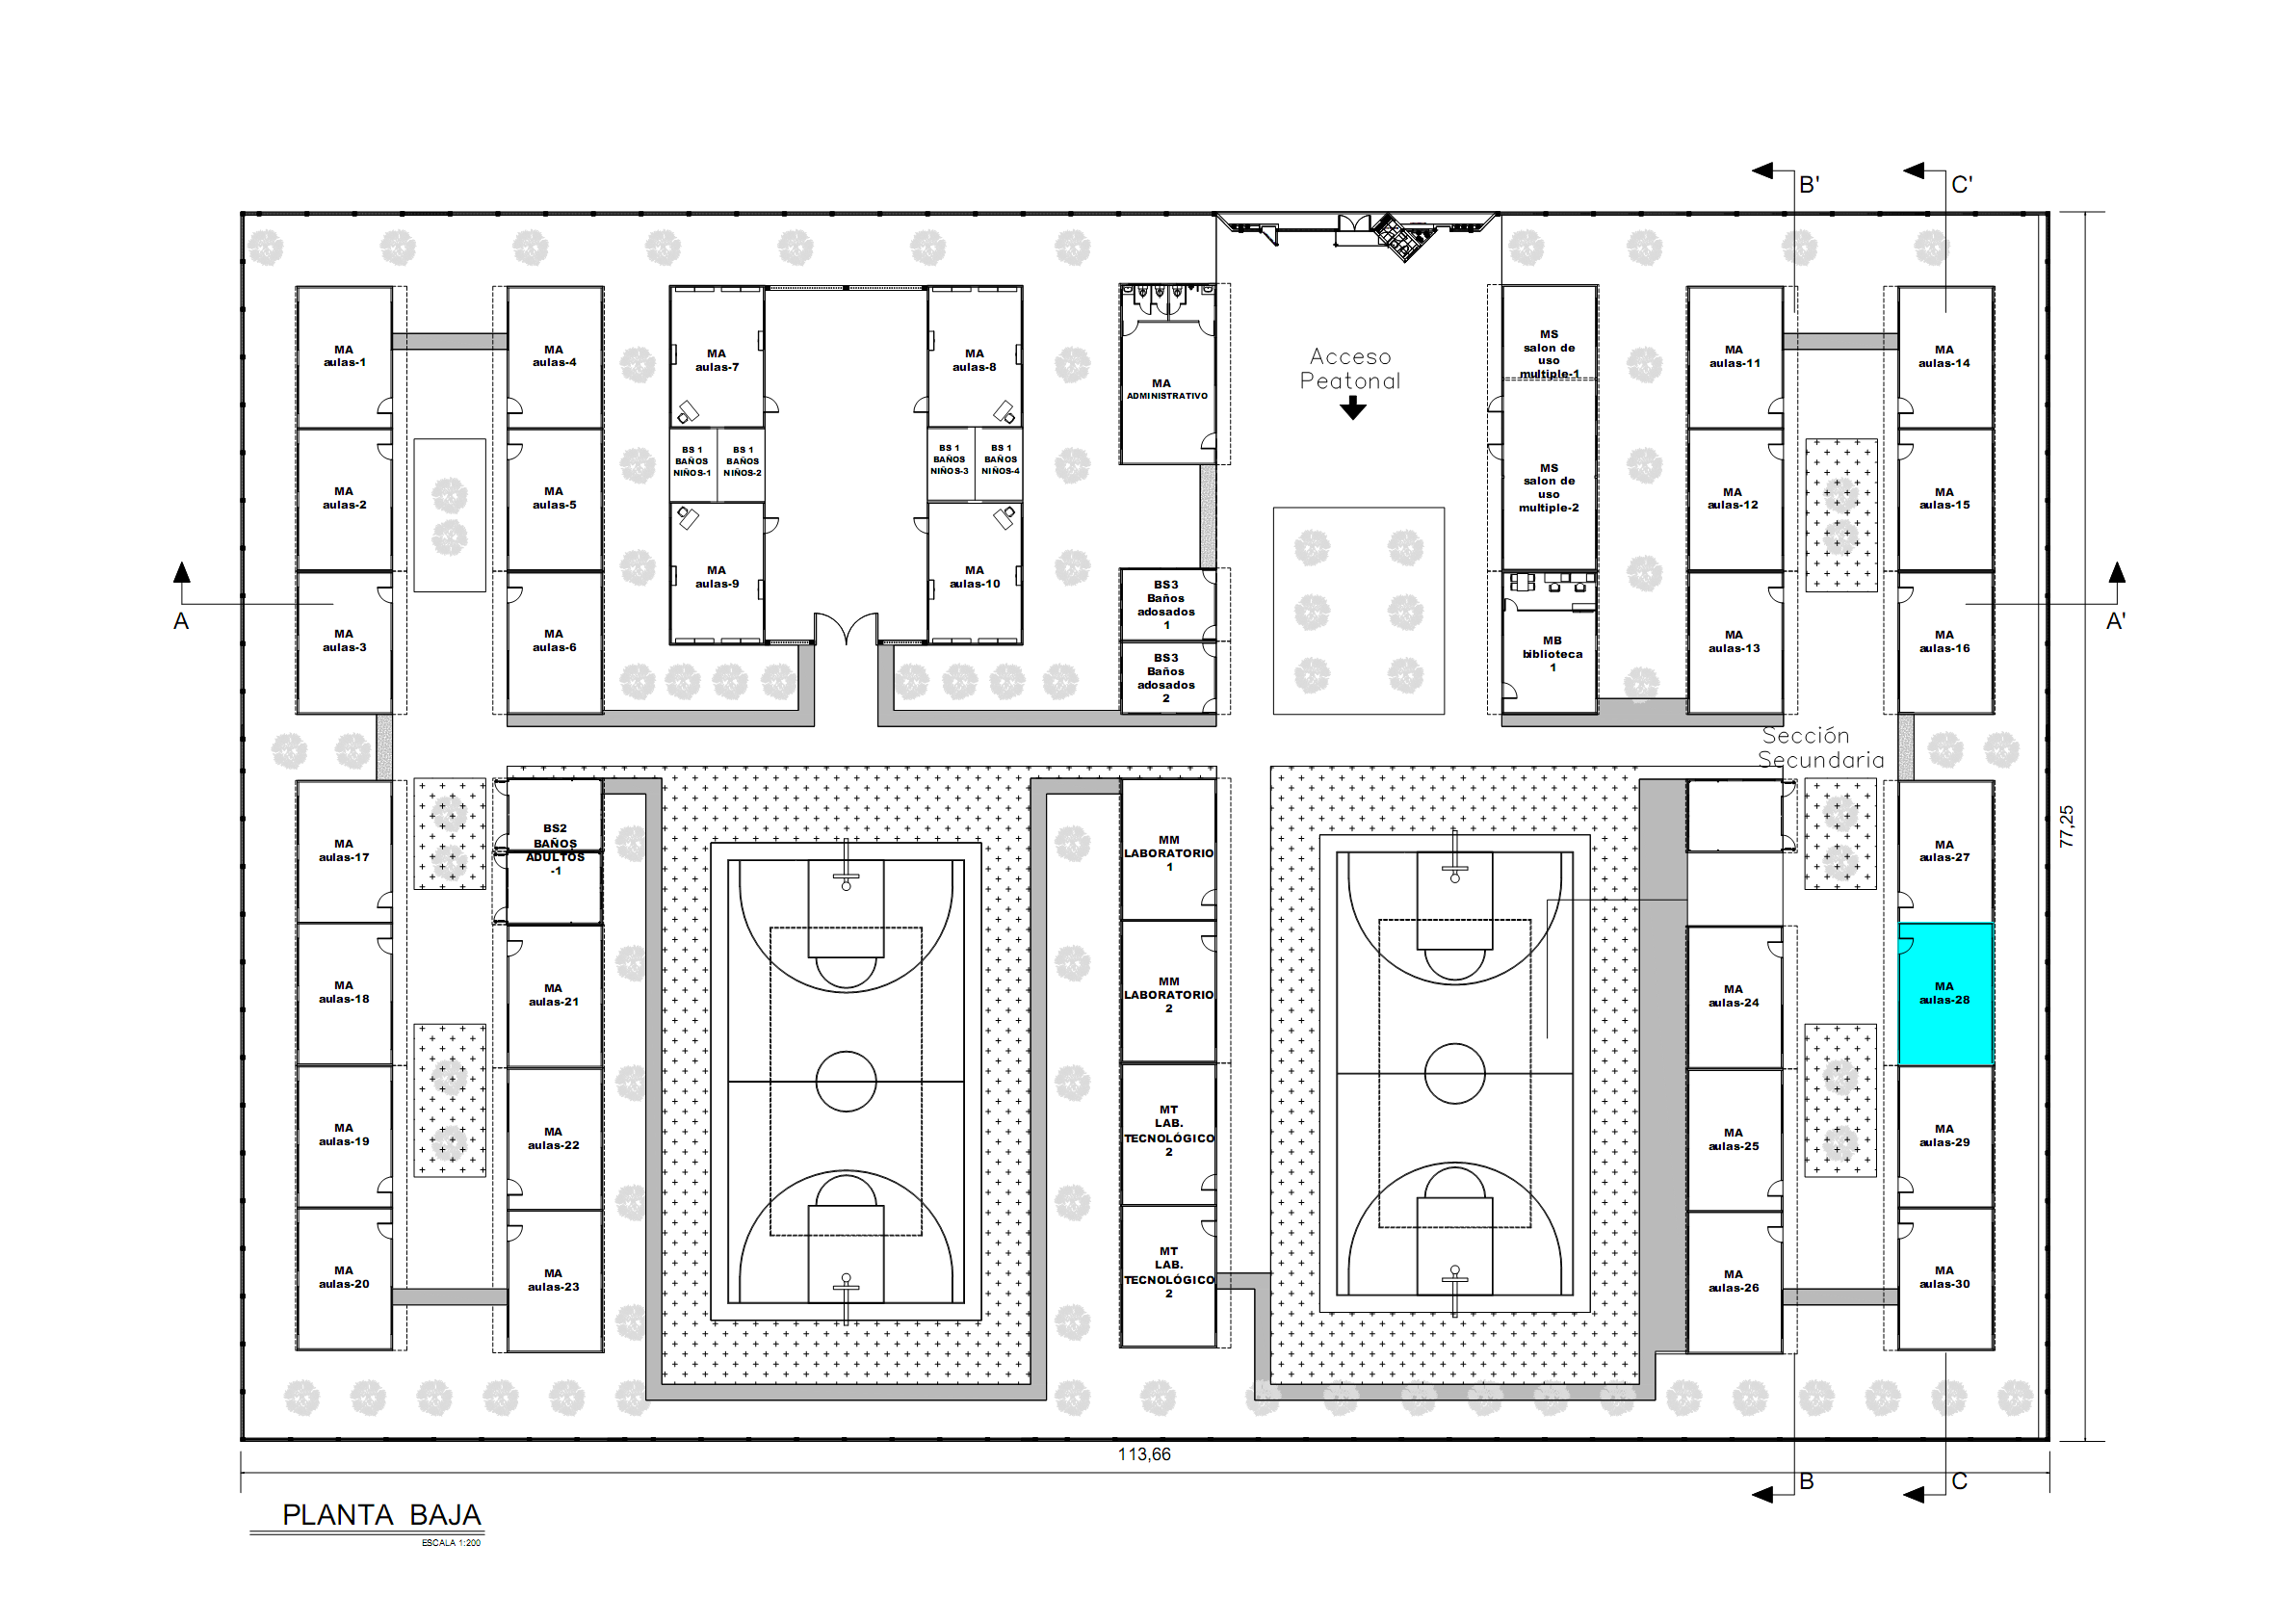 B'
C'
MA
aulas-1
MA
aulas-4
MA
aulas-7
MA
aulas-8
MA
ADMINISTRATIVO
Acceso
Peatonal
MS
salon de
uso
multiple-1
MA
aulas-11
MA
aulas-14
BS 1
BAÑOS
NIÑOS-1
BS 1
BAÑOS
NIÑOS-2
BS 1
BAÑOS
NIÑOS-3
BS 1
BAÑOS
NIÑOS-4
MA
aulas-2
MA
aulas-5
MS
salon de
uso
multiple-2
MA
aulas-12
MA
aulas-15
A
MA
aulas-3
MA
aulas-6
MA
aulas-9
MA
aulas-10
BS3
Baños
adosados
1
BS3
Baños
adosados
2
MB
biblioteca
1
MA
aulas-13
MA
aulas-16
A'
Sección
Secundaria
MA
aulas-17
BS2
BAÑOS
ADULTOS
-1
MM
LABORATORIO
1
MA
aulas-27
77,25
MA
aulas-18
MA
aulas-21
MM
LABORATORIO
2
MA
aulas-24
MA
aulas-28
MA
aulas-19
MA
aulas-22
MT
LAB.
TECNOLÓGICO
2
MA
aulas-25
MA
aulas-29
MA
aulas-20
MA
aulas-23
MT
LAB.
TECNOLÓGICO
2
MA
aulas-26
MA
aulas-30
113,66
B
C
PLANTA BAJA
ESCALA 1:200